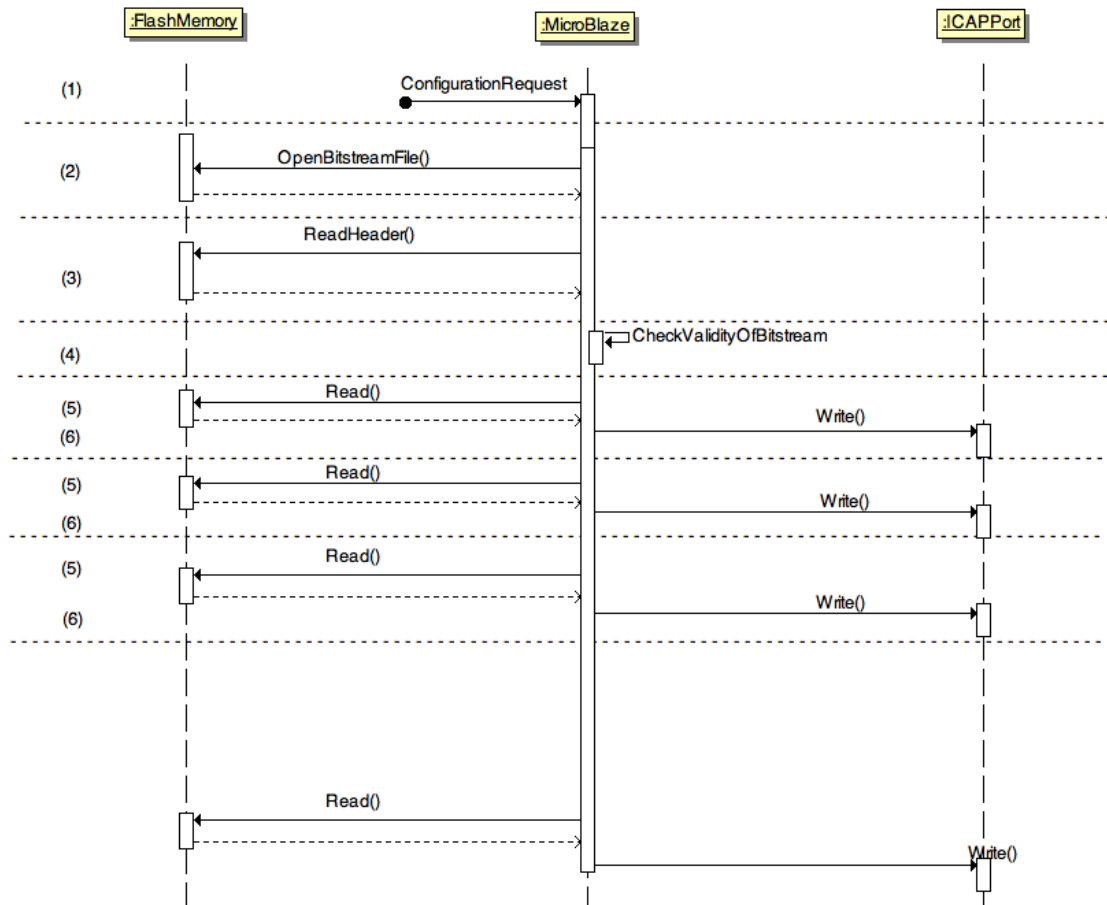 :FlashMemory
:MicroBlaze
:ICAPPort
(1)
ConfigurationRequest
(2)
OpenBitstreamFile()
ReadHeader()
(3)
CheckValidityOfBitstream
(4)
Read()
(5)
Write()
(6)
Read()
(5)
Write()
(6)
Read()
(5)
Write()
(6)
Read()
Write()